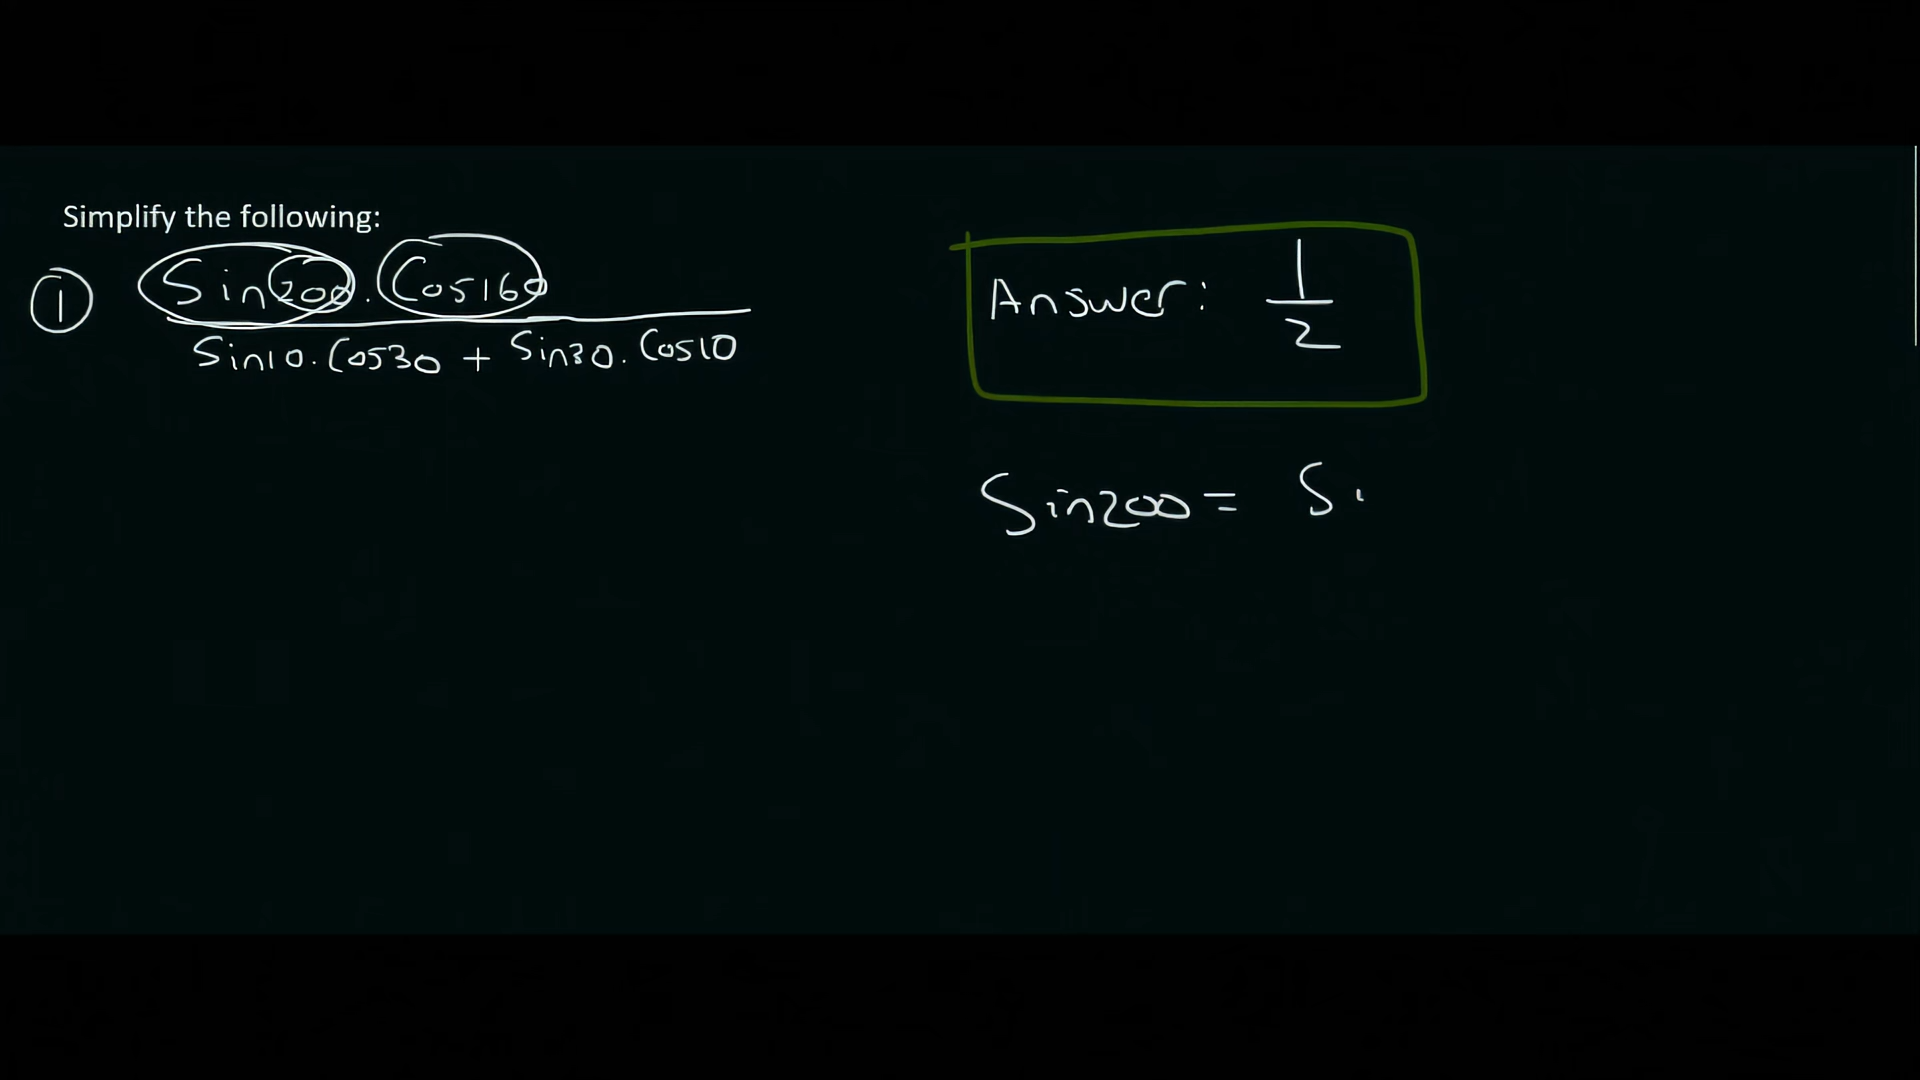 Simplify the following:
① Sin200.Cos160
Sin10.Cos30 + Sin30.Cos10
Answer: 1
2
Sin200 = S